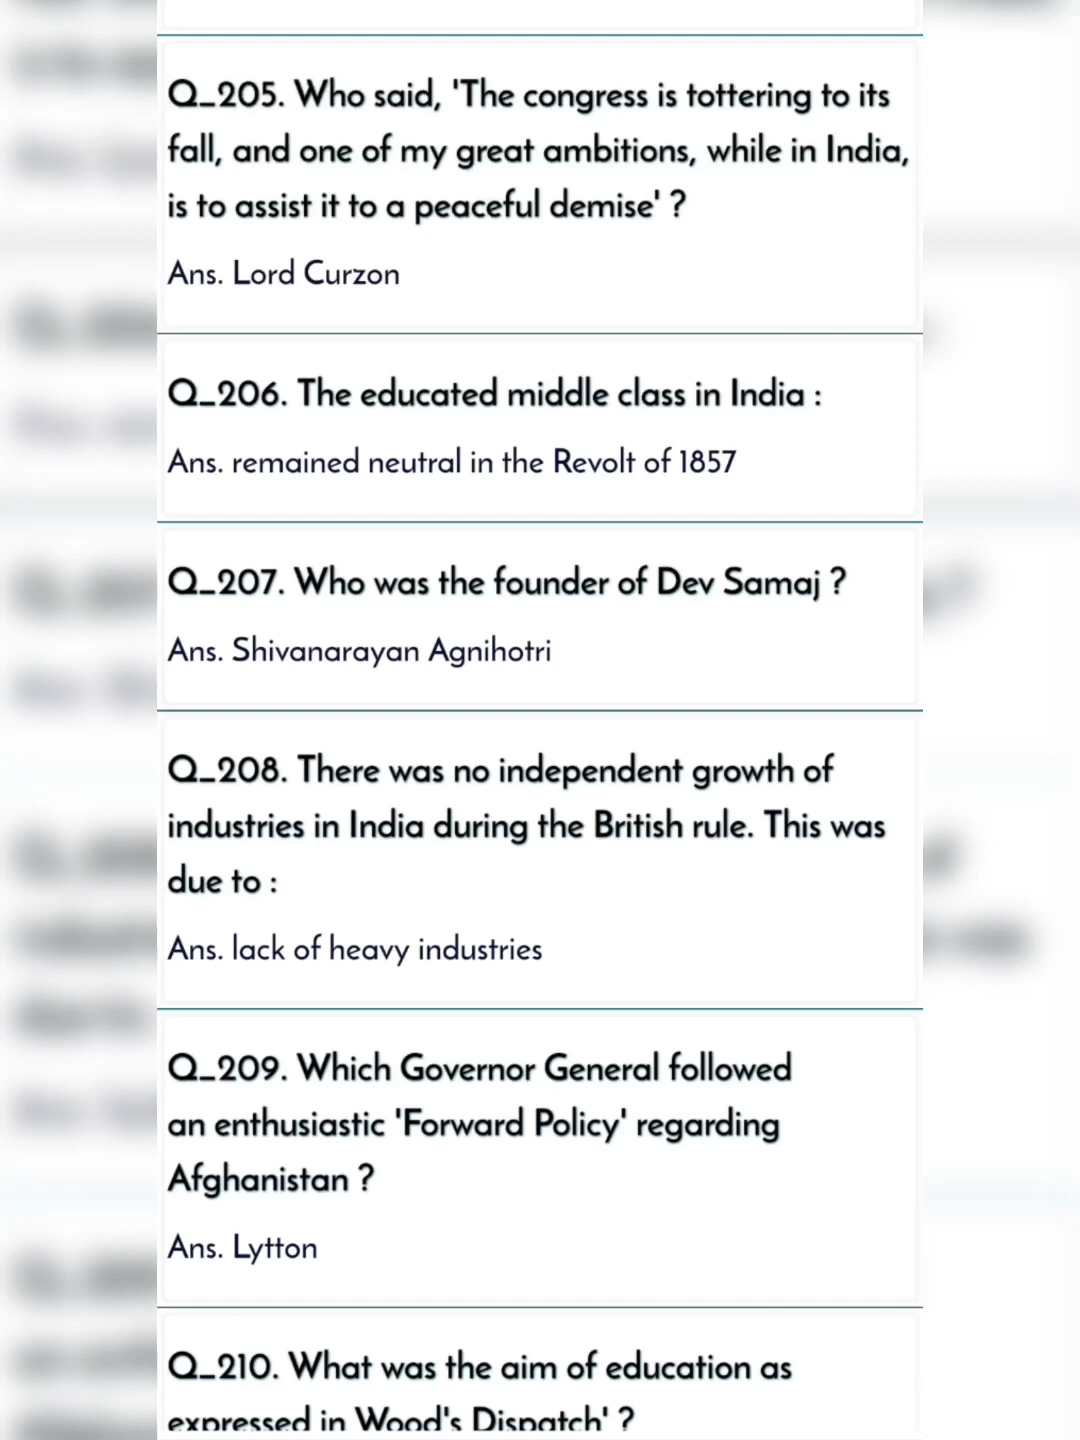 Q_205. Who said, 'The congress is tottering to its
fall, and one of my great ambitions, while in India,
is to assist it to a peaceful demise' ?
Ans. Lord Curzon
Q_206. The educated middle class in India :
Ans. remained neutral in the Revolt of 1857
Q_207. Who was the founder of Dev Samaj ?
Ans. Shivanarayan Agnihotri
Q_208. There was no independent growth of
industries in India during the British rule. This was
due to :
Ans. lack of heavy industries
Q_209. Which Governor General followed
an enthusiastic 'Forward Policy' regarding
Afghanistan ?
Ans. Lytton
Q_210. What was the aim of education as
expressed in Wood's Dispatch' ?